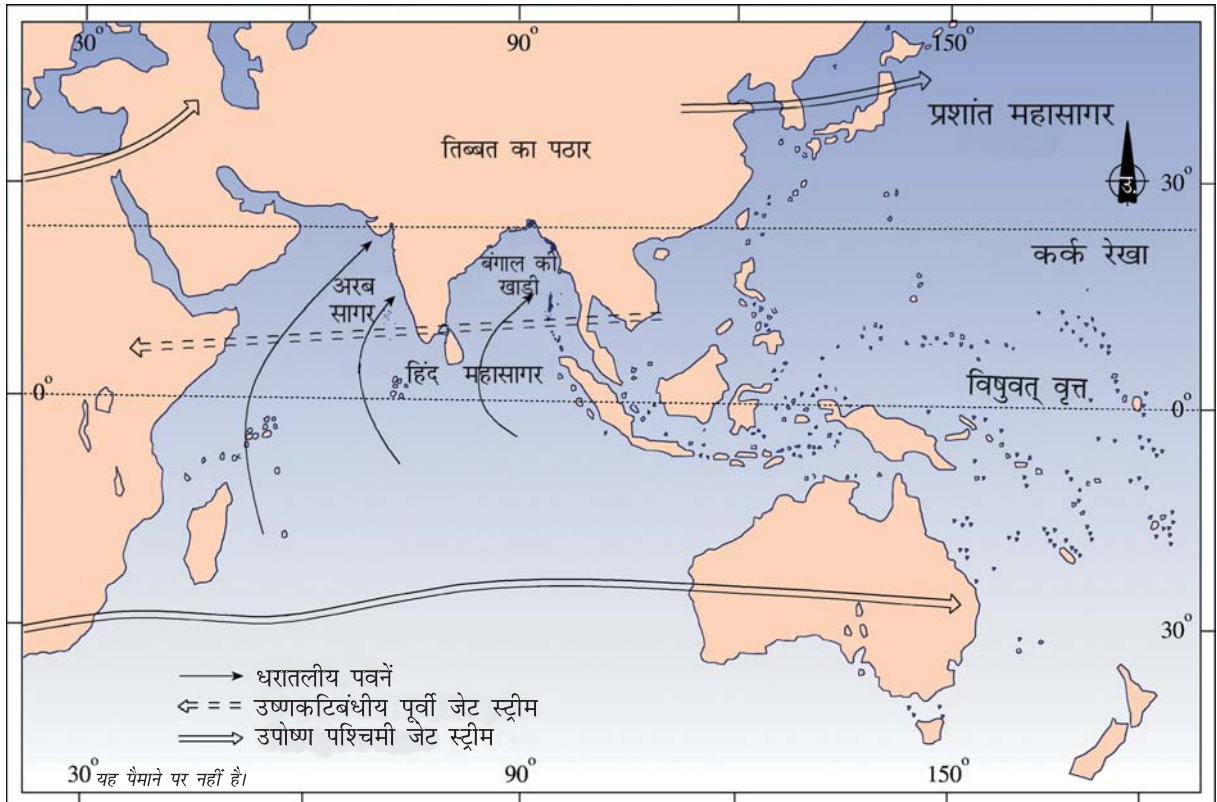 30°
90°
150°
प्रशांत महासागर
तिब्बत का पठार
उ.
30°
कर्क रेखा
बंगाल की
खाड़ी
अरब
सागर
हिंद महासागर
विषुवत् वृत्त
0°
0°
30°
धरातलीय पवनें
उष्णकटिबंधीय पूर्वी जेट स्ट्रीम
उपोष्ण पश्चिमी जेट स्ट्रीम
30°
यह पैमाने पर नहीं है।
90°
150°